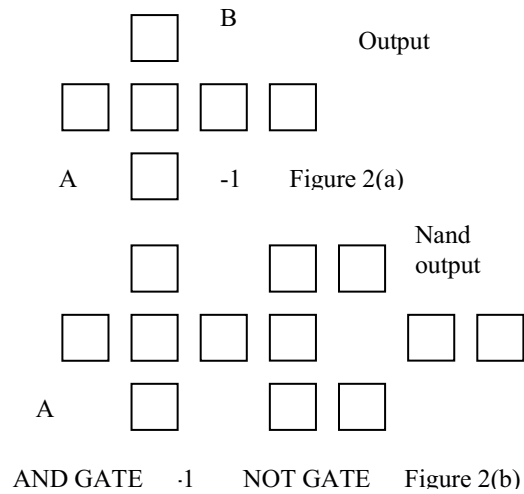 B
Output
A -1 Figure 2(a)
Nand
output
A
AND GATE -1 NOT GATE Figure 2(b)